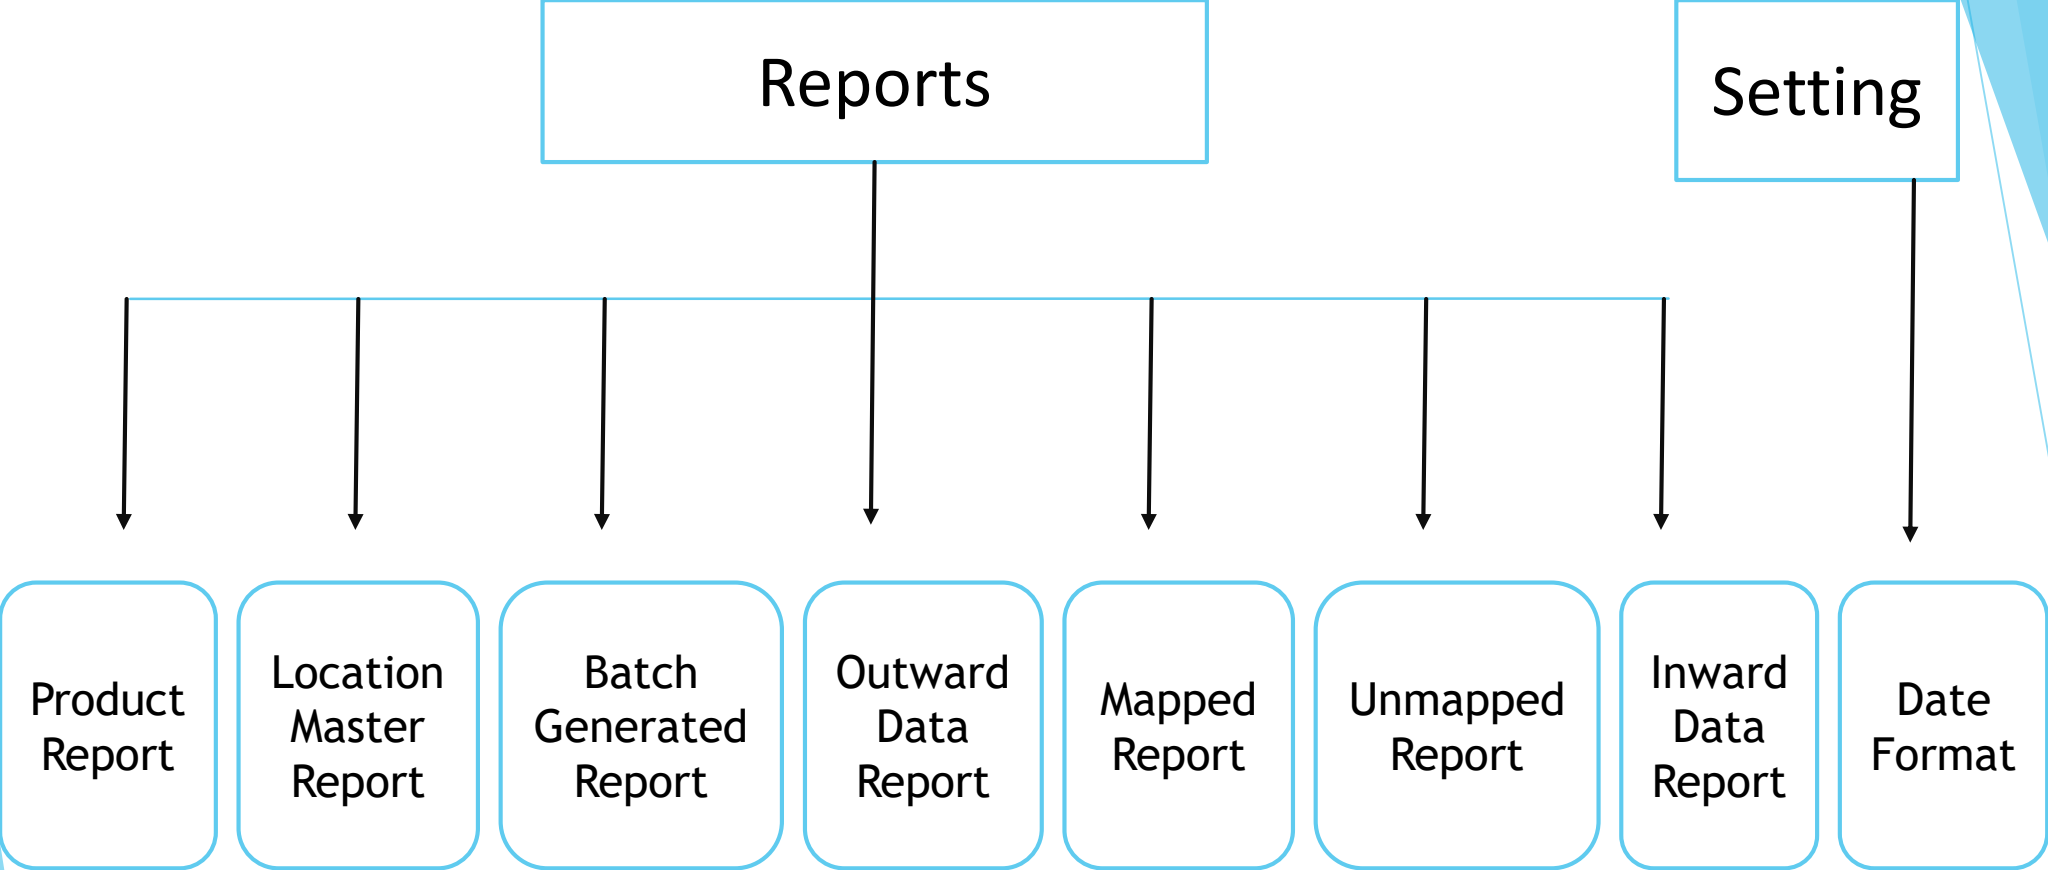 Reports
Setting
Product
Report
Location
Master
Report
Batch
Generated
Report
Outward
Data
Report
Mapped
Report
Unmapped
Report
Inward
Data
Report
Date
Format